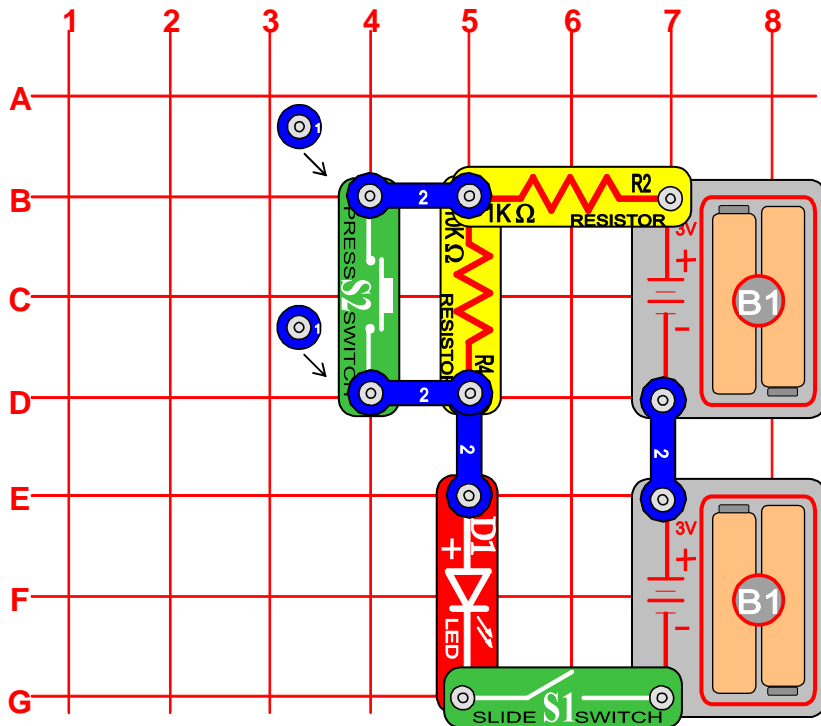 1 2 3 4 5 6 7 8
A
1
B
2
1KΩ
R2
RESISTOR
3V
+
PRESS S2 SWITCH
10KΩ
RESISTOR
R4
C
B1
-
1
D
2
2
2
E
D1
+
LED
3V
+
F
B1
-
G
SLIDE S1 SWITCH